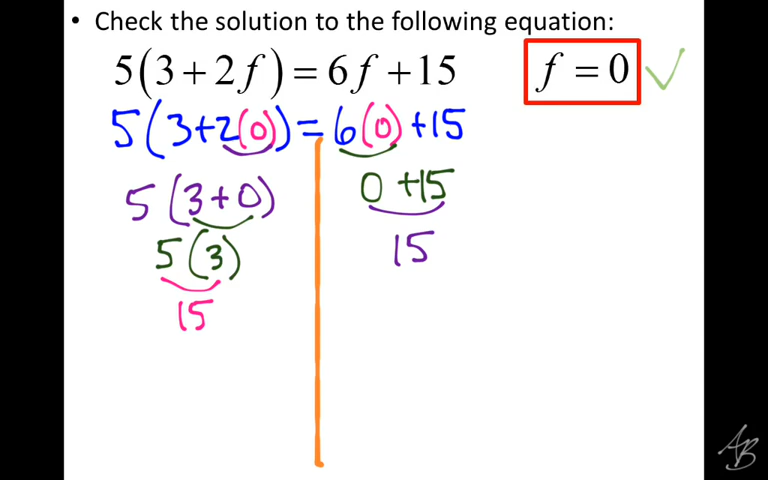 • Check the solution to the following equation:
5(3+2f)=6f+15 f=0 ✓
5(3+2(0))=6(0)+15
5(3+0) 0+15
5(3) 15
15
AB